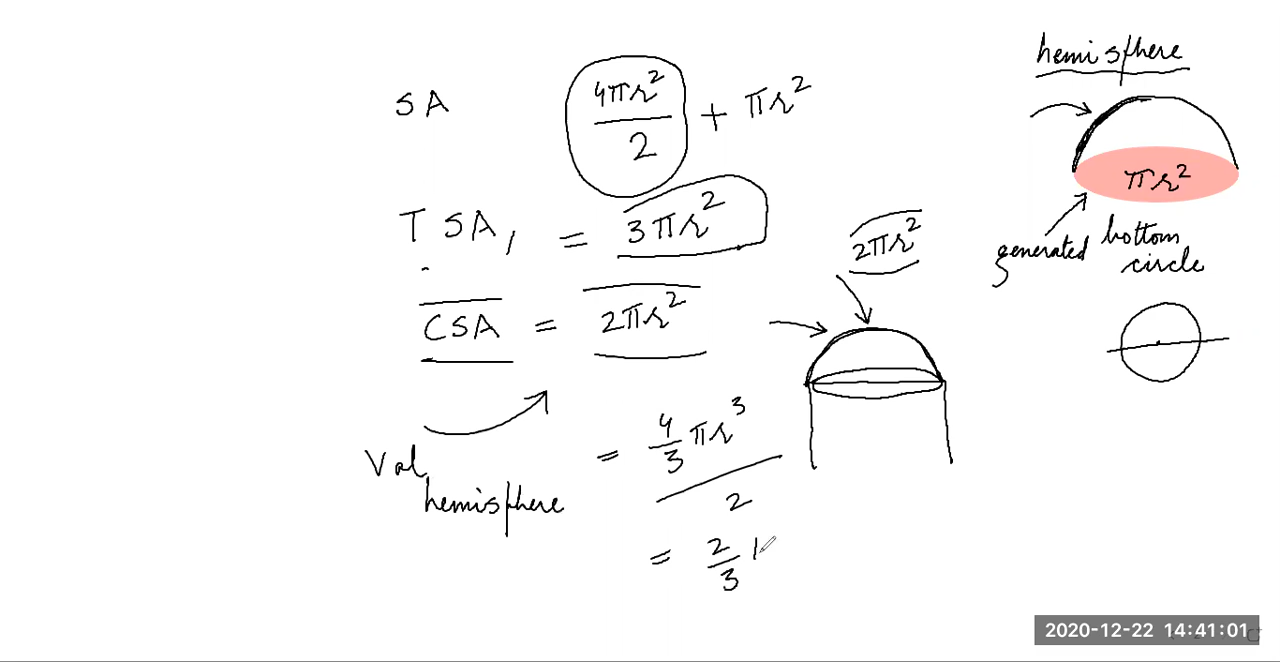 hemisphere
SA 4πr²/2 + πr²
πr²
TSA, = 3πr²
2πr²
generated bottom
circle
CSA = 2πr²
Vol
hemisphere
= 4/3 πr³
2
= 2/3
2020-12-22 14:41:01